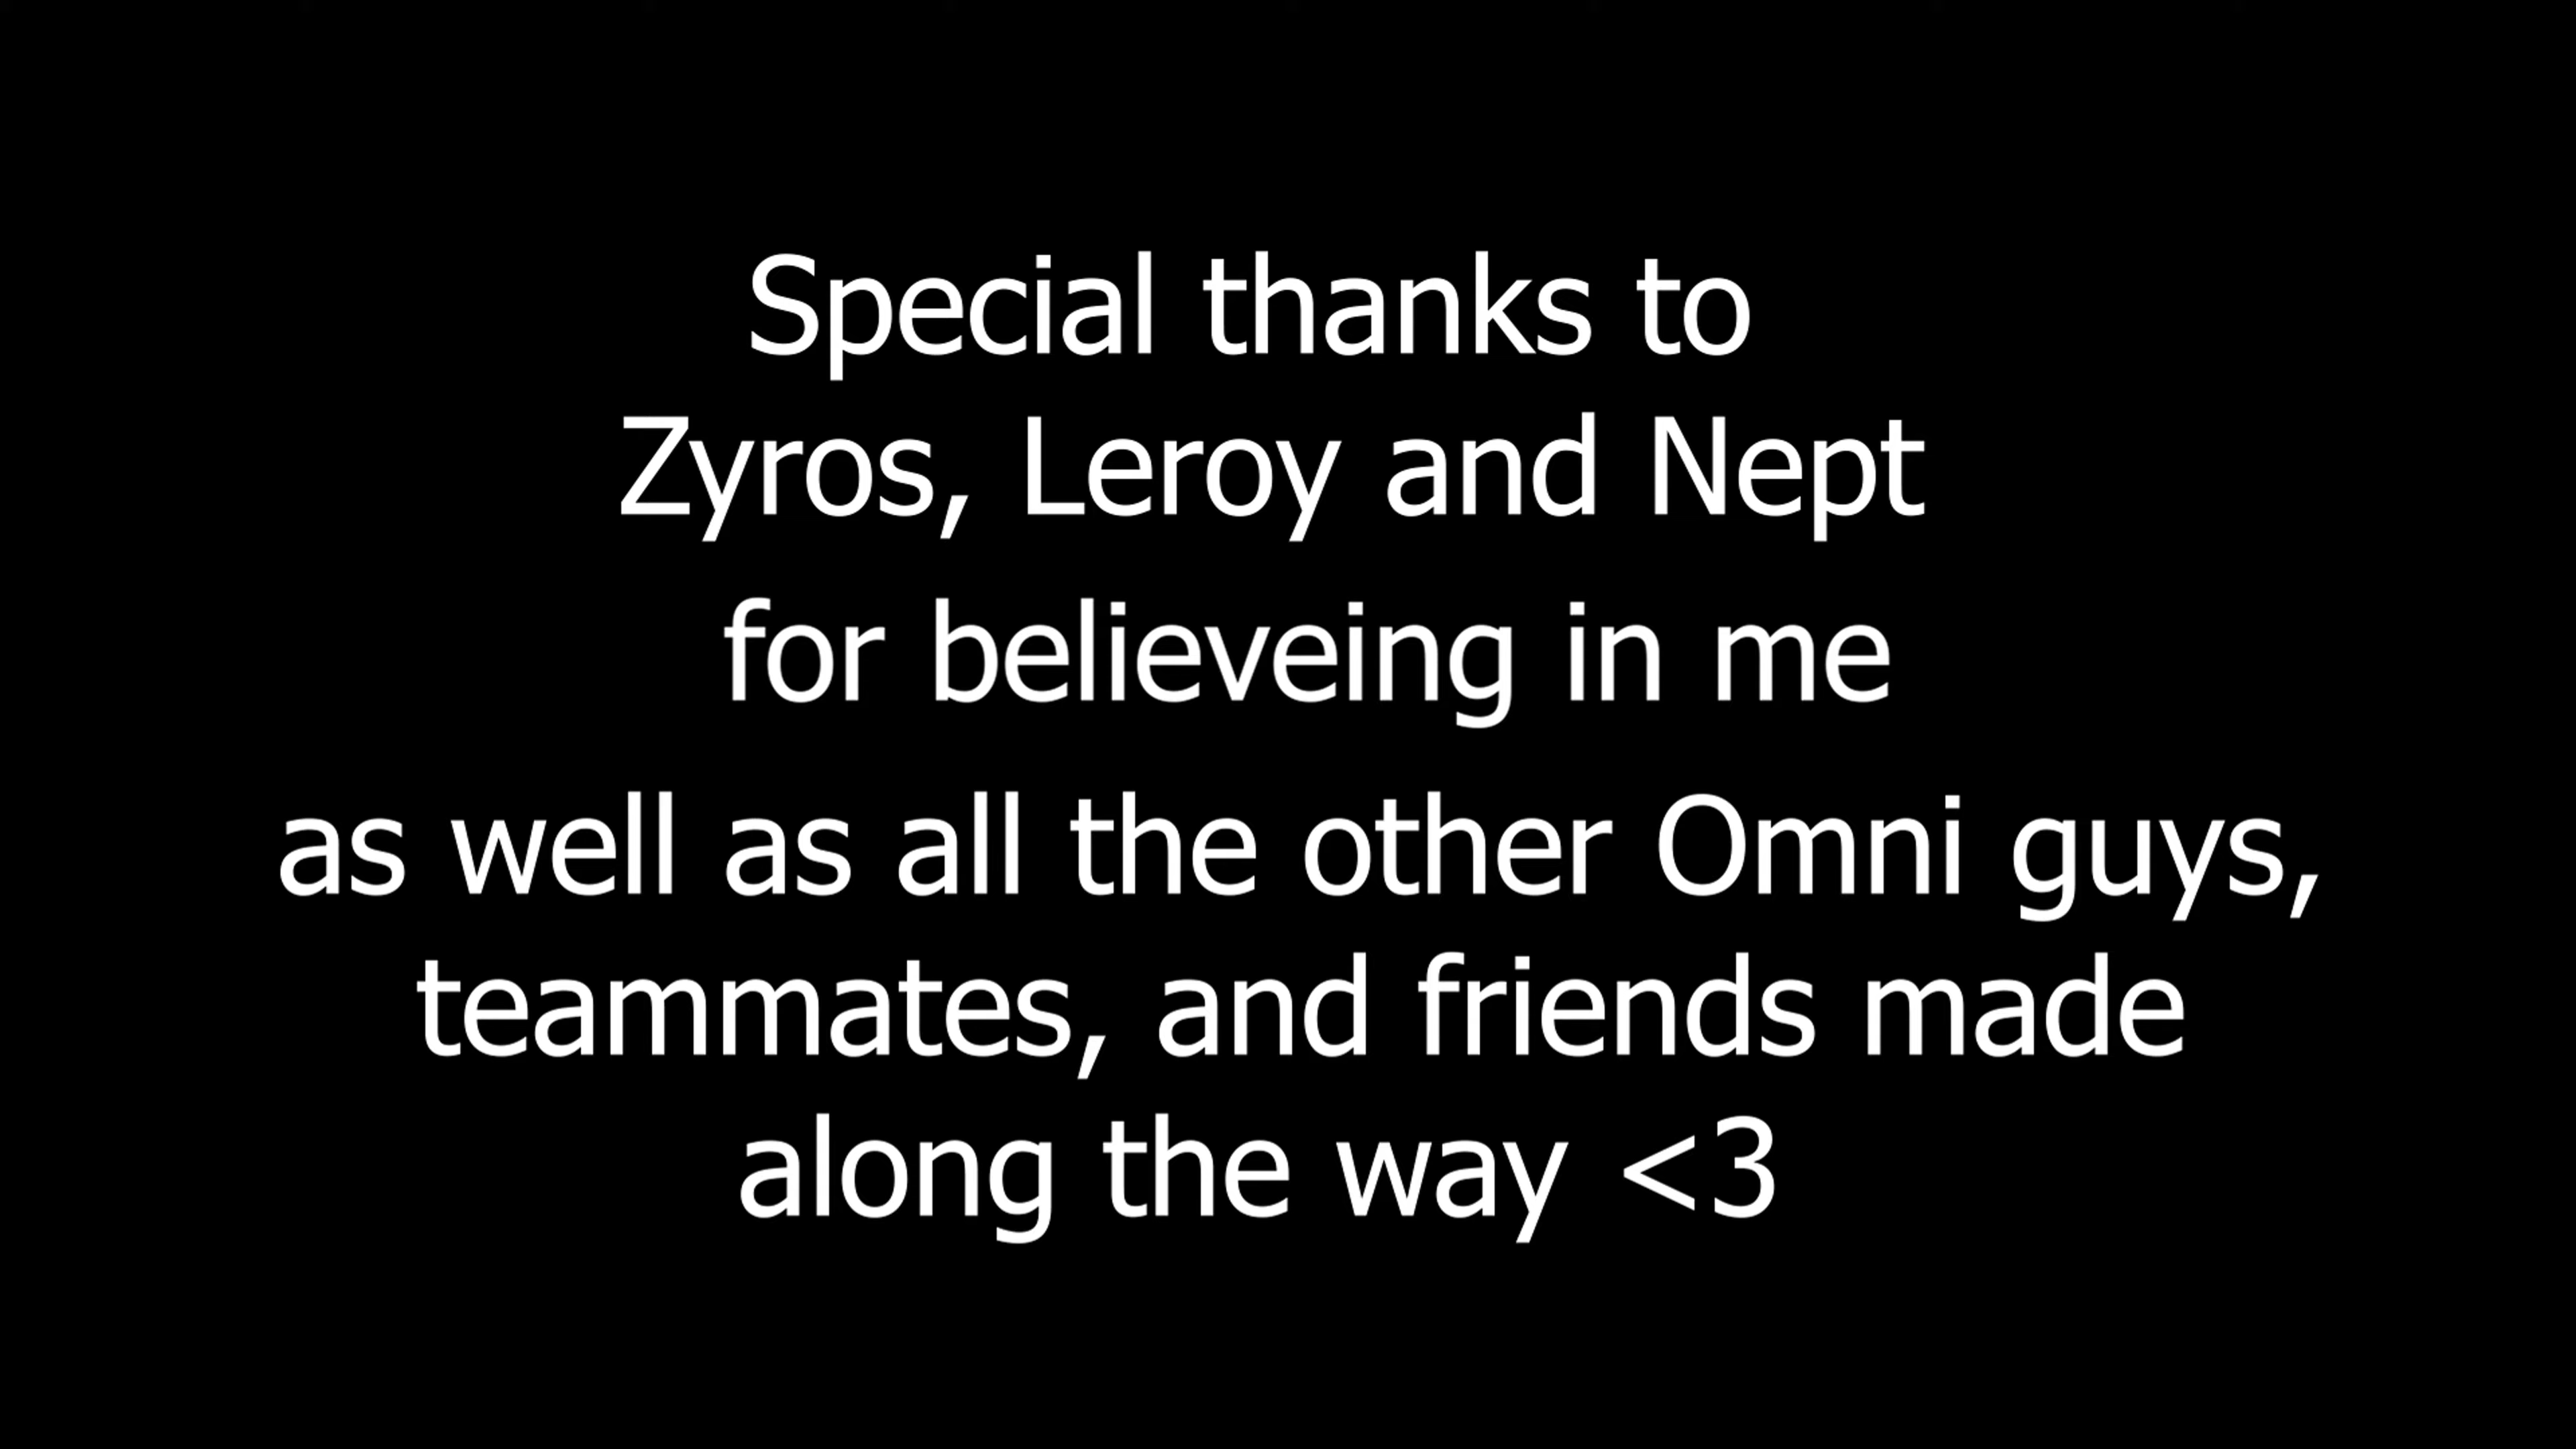 Special thanks to
Zyros, Leroy and Nept
for believeing in me
as well as all the other Omni guys,
teammates, and friends made
along the way <3